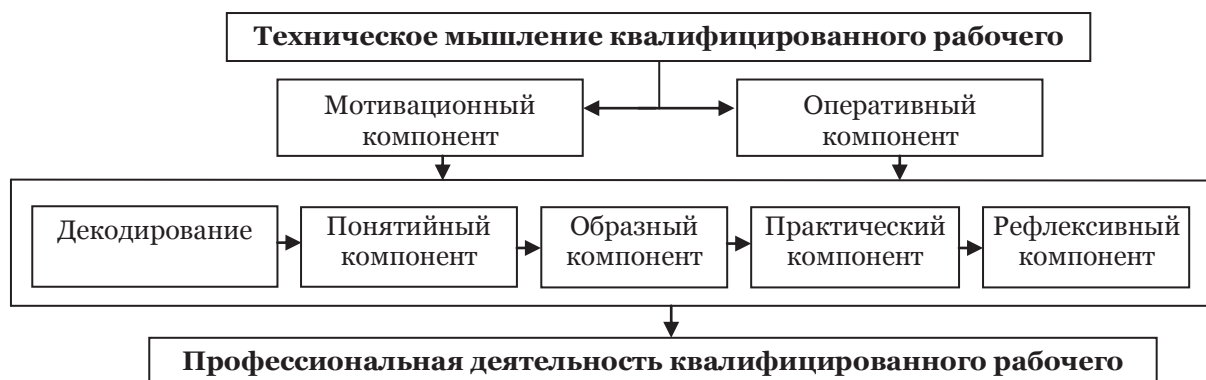 Техническое мышление квалифицированного рабочего
Мотивационный
компонент
Оперативный
компонент
Декодирование
Понятийный
компонент
Образный
компонент
Практический
компонент
Рефлексивный
компонент
Профессиональная деятельность квалифицированного рабочего